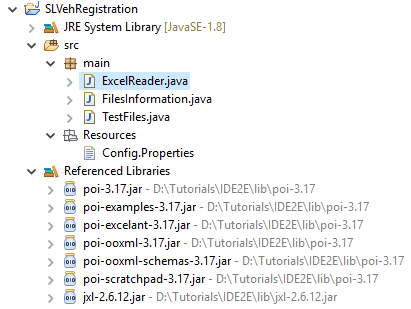 SLVehRegistration
JRE System Library [JavaSE-1.8]
src
main
ExcelReader.java
FilesInformation.java
TestFiles.java
Resources
Config.Properties
Referenced Libraries
poi-3.17.jar - D:\Tutorials\IDE2E\lib\poi-3.17
poi-examples-3.17.jar - D:\Tutorials\IDE2E\lib\poi-3.17
poi-excelant-3.17.jar - D:\Tutorials\IDE2E\lib\poi-3.17
poi-ooxml-3.17.jar - D:\Tutorials\IDE2E\lib\poi-3.17
poi-ooxml-schemas-3.17.jar - D:\Tutorials\IDE2E\lib\poi-3.17
poi-scratchpad-3.17.jar - D:\Tutorials\IDE2E\lib\poi-3.17
jxl-2.6.12.jar - D:\Tutorials\IDE2E\lib\jxl-2.6.12.jar